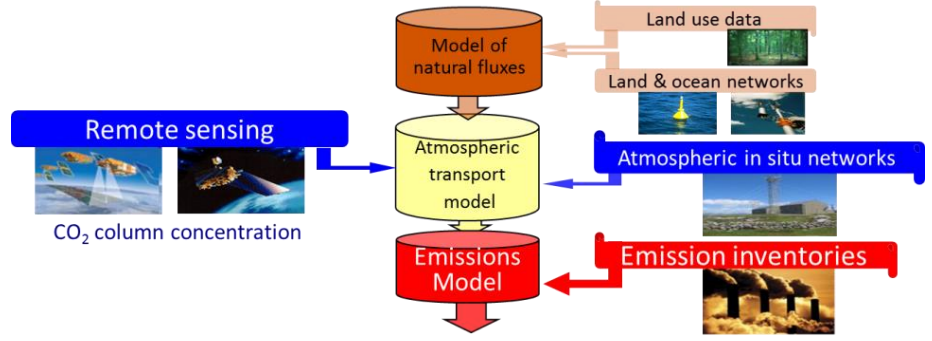 Land use data
Model of
natural fluxes
Land & ocean networks
Remote sensing
Atmospheric
transport
model
Atmospheric in situ networks
CO₂ column concentration
Emissions
Model
Emission inventories